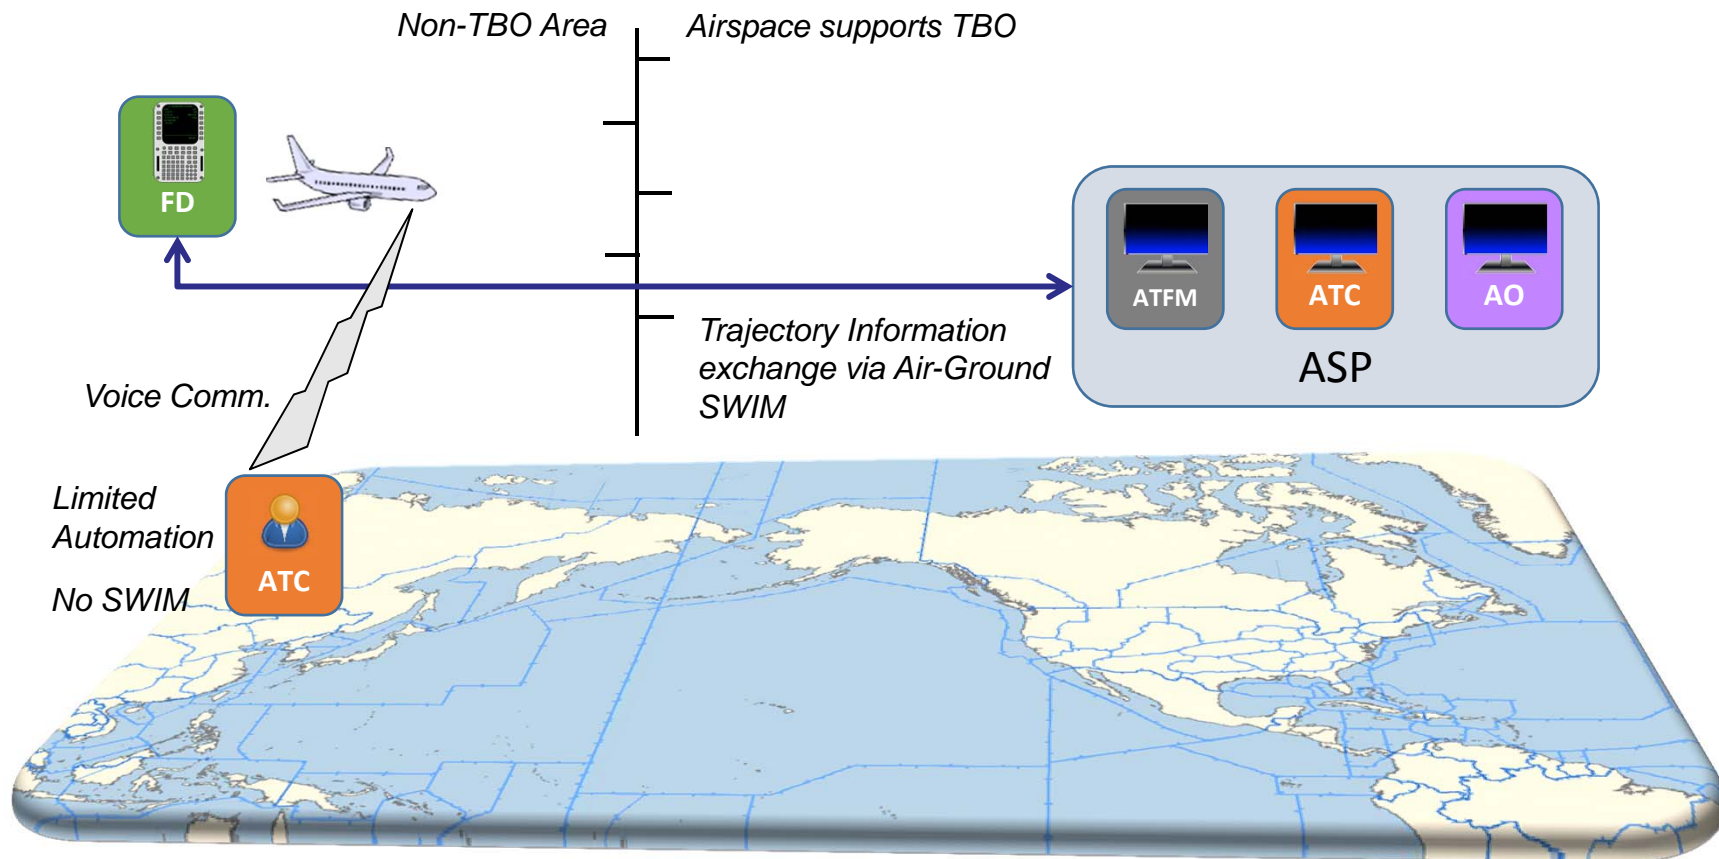 Non-TBO Area
Airspace supports TBO
FD
ATFM
ATC
AO
ASP
Trajectory Information
exchange via Air-Ground
SWIM
Voice Comm.
Limited
Automation
No SWIM
ATC